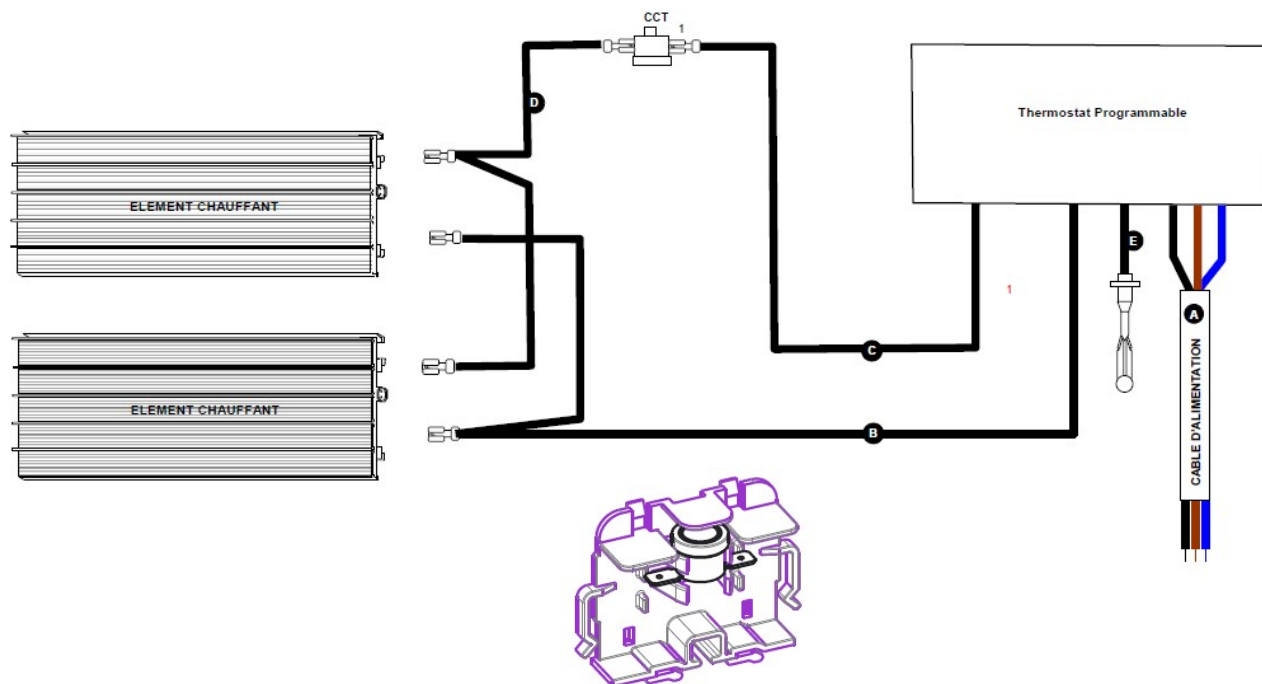 CCT
1
D
Thermostat Programmable
ELEMENT CHAUFFANT
E
1
A
C
ELEMENT CHAUFFANT
B
CABLE D'ALIMENTATION